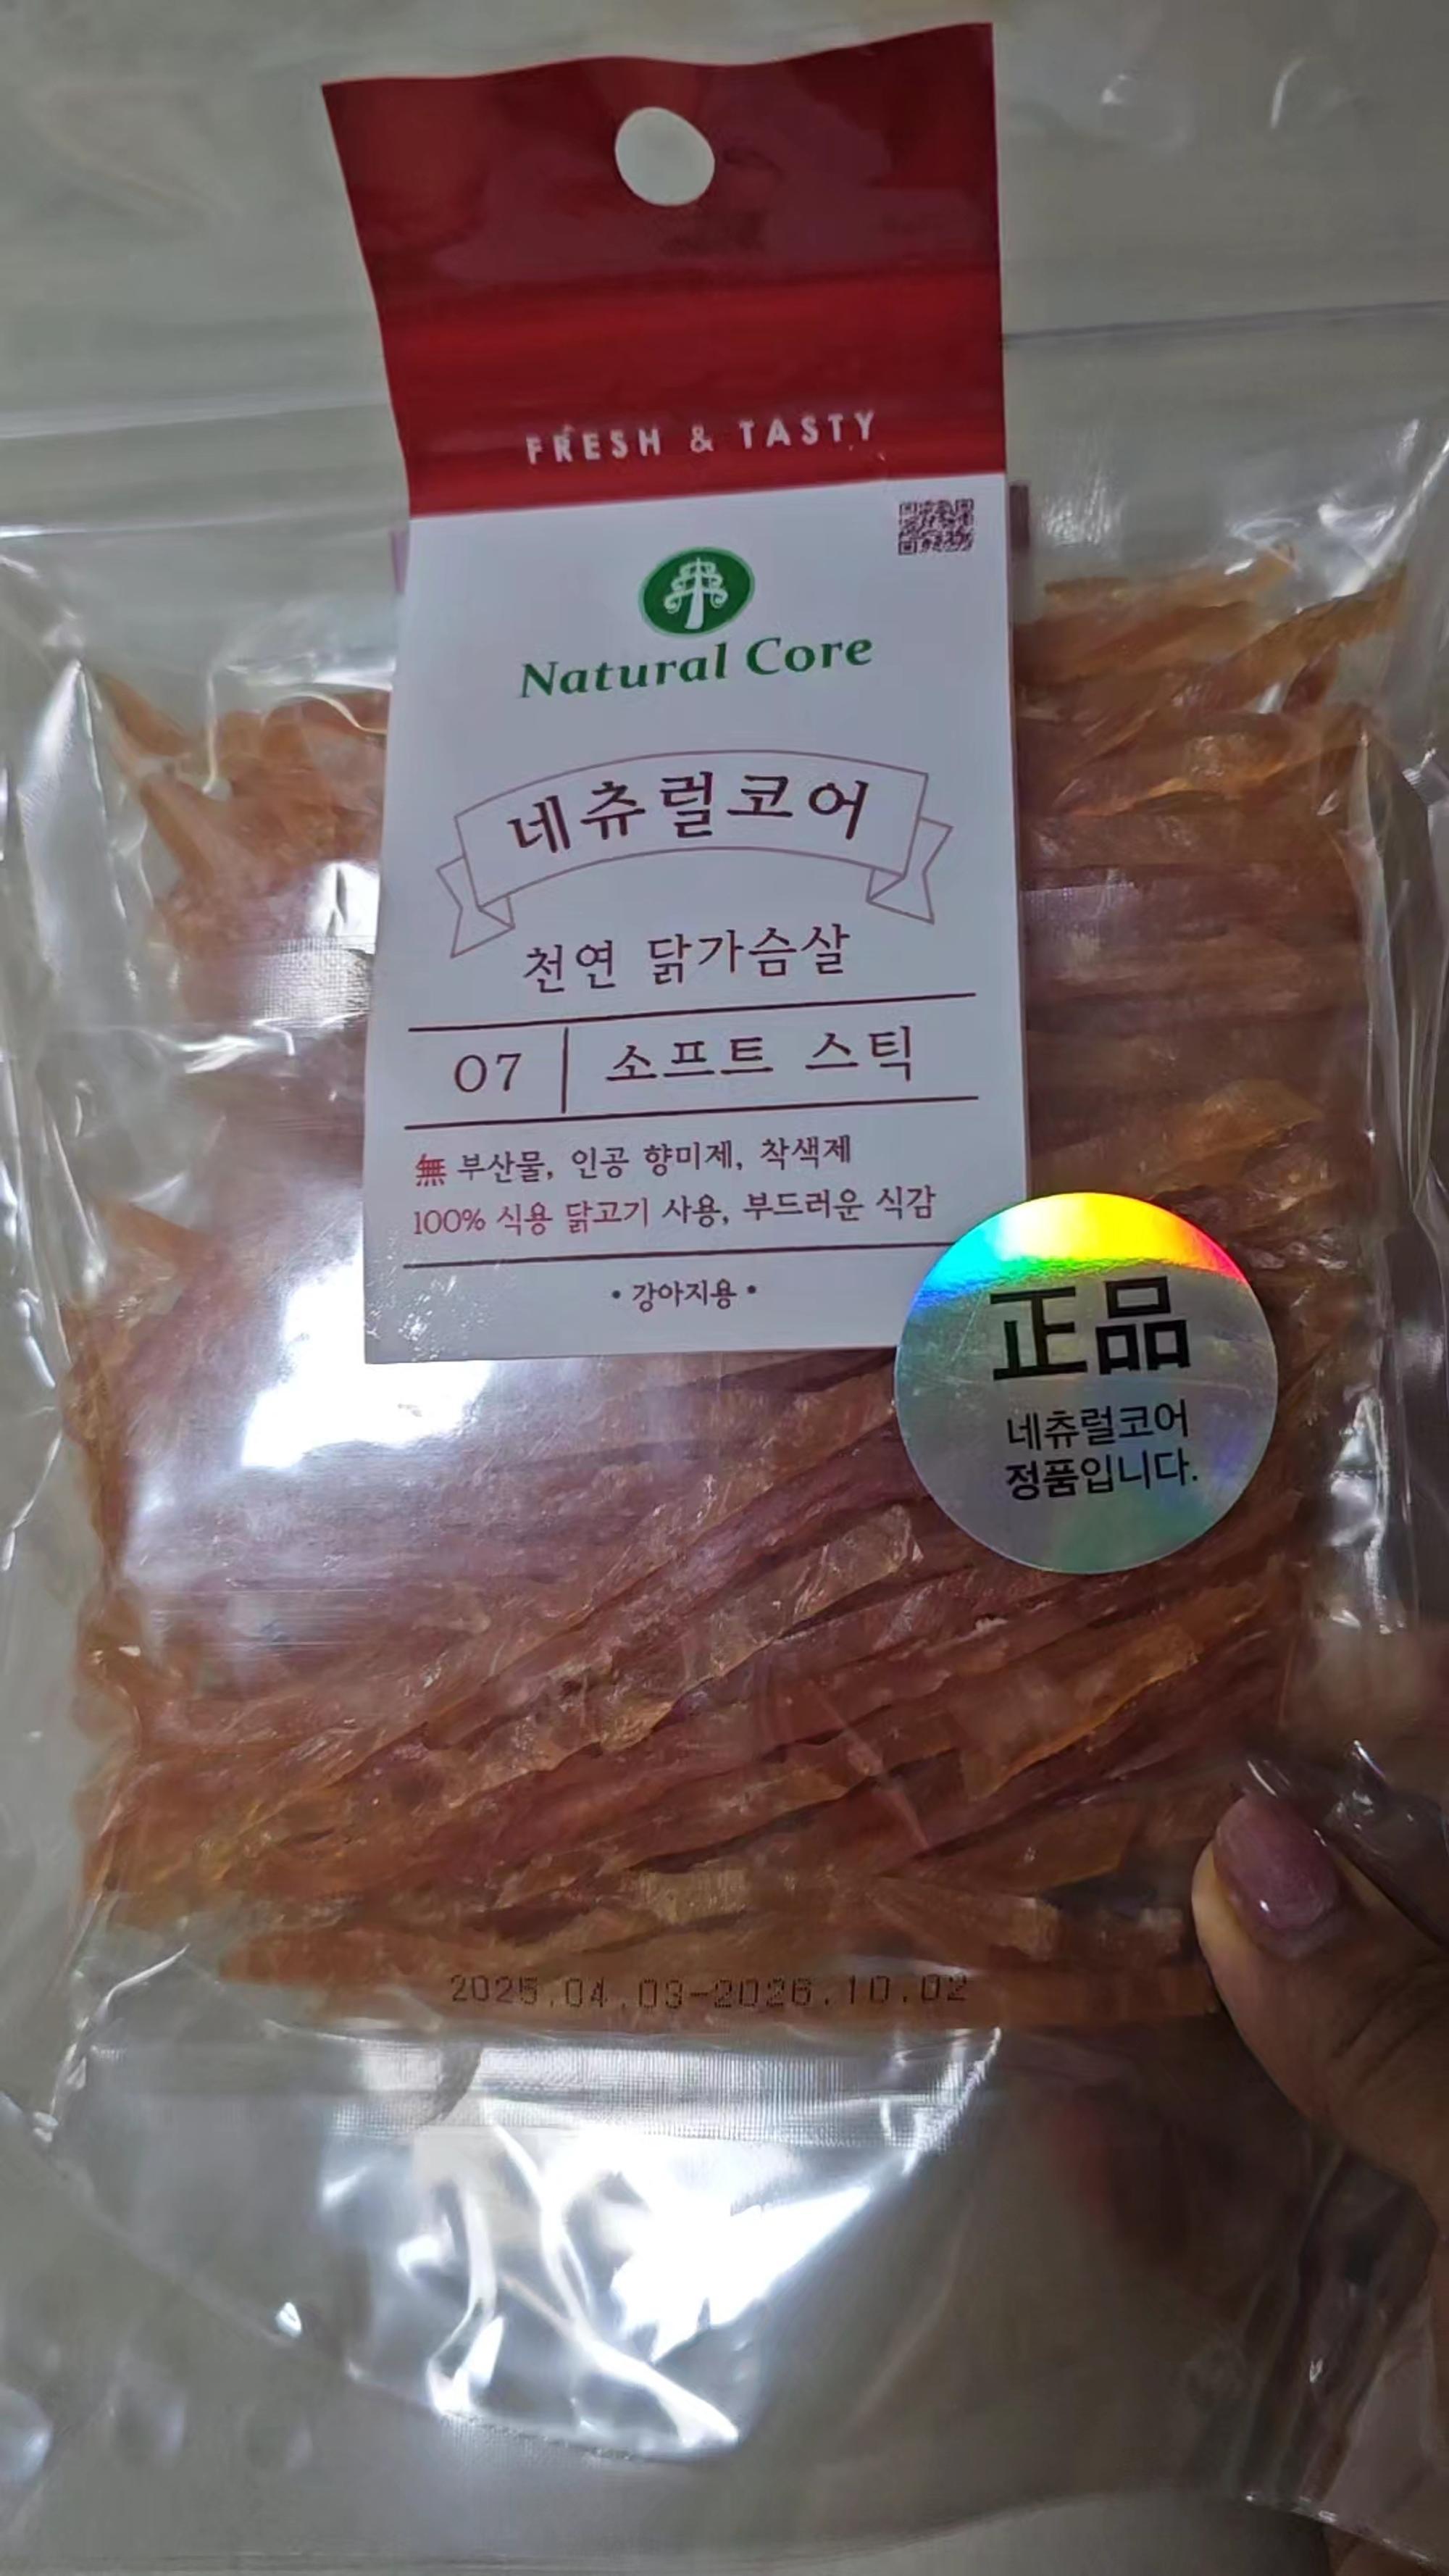 FRESH & TASTY
Natural Core
네츄럴코어
천연 닭가슴살
07 소프트 스틱
無 부산물, 인공 향미제, 착색제
100% 식용 닭고기 사용, 부드러운 식감
• 강아지용 •
正品
네츄럴코어
정품입니다.
2025.04.03-2026.10.02